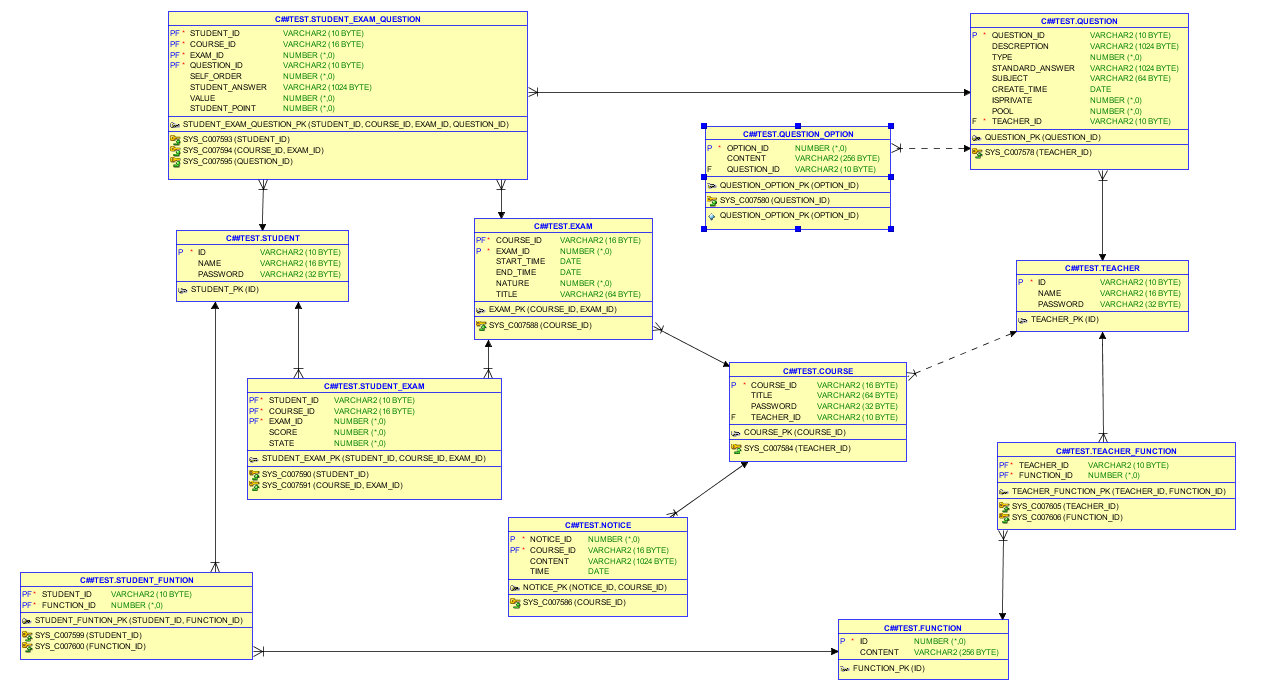 C##TEST.STUDENT_EXAM_QUESTION
PF* STUDENT_ID VARCHAR2 (10 BYTE)
PF* COURSE_ID VARCHAR2 (16 BYTE)
PF* EXAM_ID NUMBER (*,0)
PF* QUESTION_ID VARCHAR2 (10 BYTE)
SELF_ORDER NUMBER (*,0)
STUDENT_ANSWER VARCHAR2 (1024 BYTE)
VALUE NUMBER (*,0)
STUDENT_POINT NUMBER (*,0)
STUDENT_EXAM_QUESTION_PK (STUDENT_ID, COURSE_ID, EXAM_ID, QUESTION_ID)
SYS_C007593 (STUDENT_ID)
SYS_C007594 (COURSE_ID, EXAM_ID)
SYS_C007595 (QUESTION_ID)
C##TEST.QUESTION
P * QUESTION_ID VARCHAR2 (10 BYTE)
DESCREPTION VARCHAR2 (1024 BYTE)
TYPE NUMBER (*,0)
STANDARD_ANSWER VARCHAR2 (1024 BYTE)
SUBJECT VARCHAR2 (64 BYTE)
CREATE_TIME DATE
ISPRIVATE NUMBER (*,0)
POOL NUMBER (*,0)
F * TEACHER_ID VARCHAR2 (10 BYTE)
QUESTION_PK (QUESTION_ID)
SYS_C007578 (TEACHER_ID)
C##TEST.QUESTION_OPTION
P * OPTION_ID NUMBER (*,0)
CONTENT VARCHAR2 (256 BYTE)
F QUESTION_ID VARCHAR2 (10 BYTE)
QUESTION_OPTION_PK (OPTION_ID)
SYS_C007580 (QUESTION_ID)
QUESTION_OPTION_PK (OPTION_ID)
C##TEST.STUDENT
P * ID VARCHAR2 (10 BYTE)
NAME VARCHAR2 (16 BYTE)
PASSWORD VARCHAR2 (32 BYTE)
STUDENT_PK (ID)
C##TEST.EXAM
PF* COURSE_ID VARCHAR2 (16 BYTE)
P * EXAM_ID NUMBER (*,0)
START_TIME DATE
END_TIME DATE
NATURE NUMBER (*,0)
TITLE VARCHAR2 (64 BYTE)
EXAM_PK (COURSE_ID, EXAM_ID)
SYS_C007588 (COURSE_ID)
C##TEST.TEACHER
P * ID VARCHAR2 (10 BYTE)
NAME VARCHAR2 (16 BYTE)
PASSWORD VARCHAR2 (32 BYTE)
TEACHER_PK (ID)
C##TEST.STUDENT_EXAM
PF* STUDENT_ID VARCHAR2 (10 BYTE)
PF* COURSE_ID VARCHAR2 (16 BYTE)
PF* EXAM_ID NUMBER (*,0)
SCORE NUMBER (*,0)
STATE NUMBER (*,0)
STUDENT_EXAM_PK (STUDENT_ID, COURSE_ID, EXAM_ID)
SYS_C007590 (STUDENT_ID)
SYS_C007591 (COURSE_ID, EXAM_ID)
C##TEST.COURSE
P * COURSE_ID VARCHAR2 (16 BYTE)
TITLE VARCHAR2 (64 BYTE)
PASSWORD VARCHAR2 (32 BYTE)
F TEACHER_ID VARCHAR2 (10 BYTE)
COURSE_PK (COURSE_ID)
SYS_C007584 (TEACHER_ID)
C##TEST.TEACHER_FUNCTION
PF* TEACHER_ID VARCHAR2 (10 BYTE)
PF* FUNCTION_ID NUMBER (*,0)
TEACHER_FUNCTION_PK (TEACHER_ID, FUNCTION_ID)
SYS_C007605 (TEACHER_ID)
SYS_C007606 (FUNCTION_ID)
C##TEST.NOTICE
P * NOTICE_ID NUMBER (*,0)
PF* COURSE_ID VARCHAR2 (16 BYTE)
CONTENT VARCHAR2 (1024 BYTE)
TIME DATE
NOTICE_PK (NOTICE_ID, COURSE_ID)
SYS_C007586 (COURSE_ID)
C##TEST.STUDENT_FUNTION
PF* STUDENT_ID VARCHAR2 (10 BYTE)
PF* FUNCTION_ID NUMBER (*,0)
STUDENT_FUNTION_PK (STUDENT_ID, FUNCTION_ID)
SYS_C007599 (STUDENT_ID)
SYS_C007600 (FUNCTION_ID)
C##TEST.FUNCTION
P * ID NUMBER (*,0)
CONTENT VARCHAR2 (256 BYTE)
FUNCTION_PK (ID)